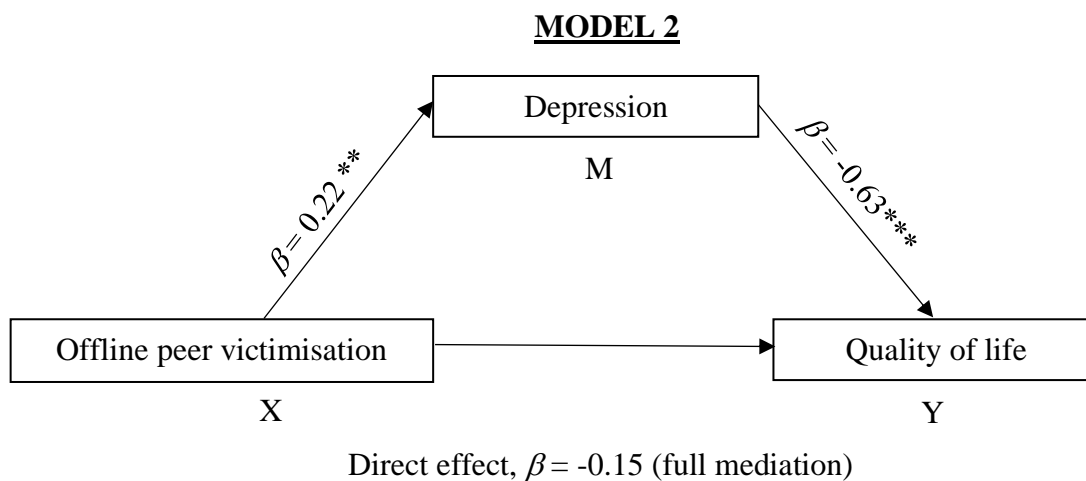 MODEL 2
Depression
M
β = 0.22 **
β = -0.63***
Offline peer victimisation
Quality of life
X
Y
Direct effect, β = -0.15 (full mediation)